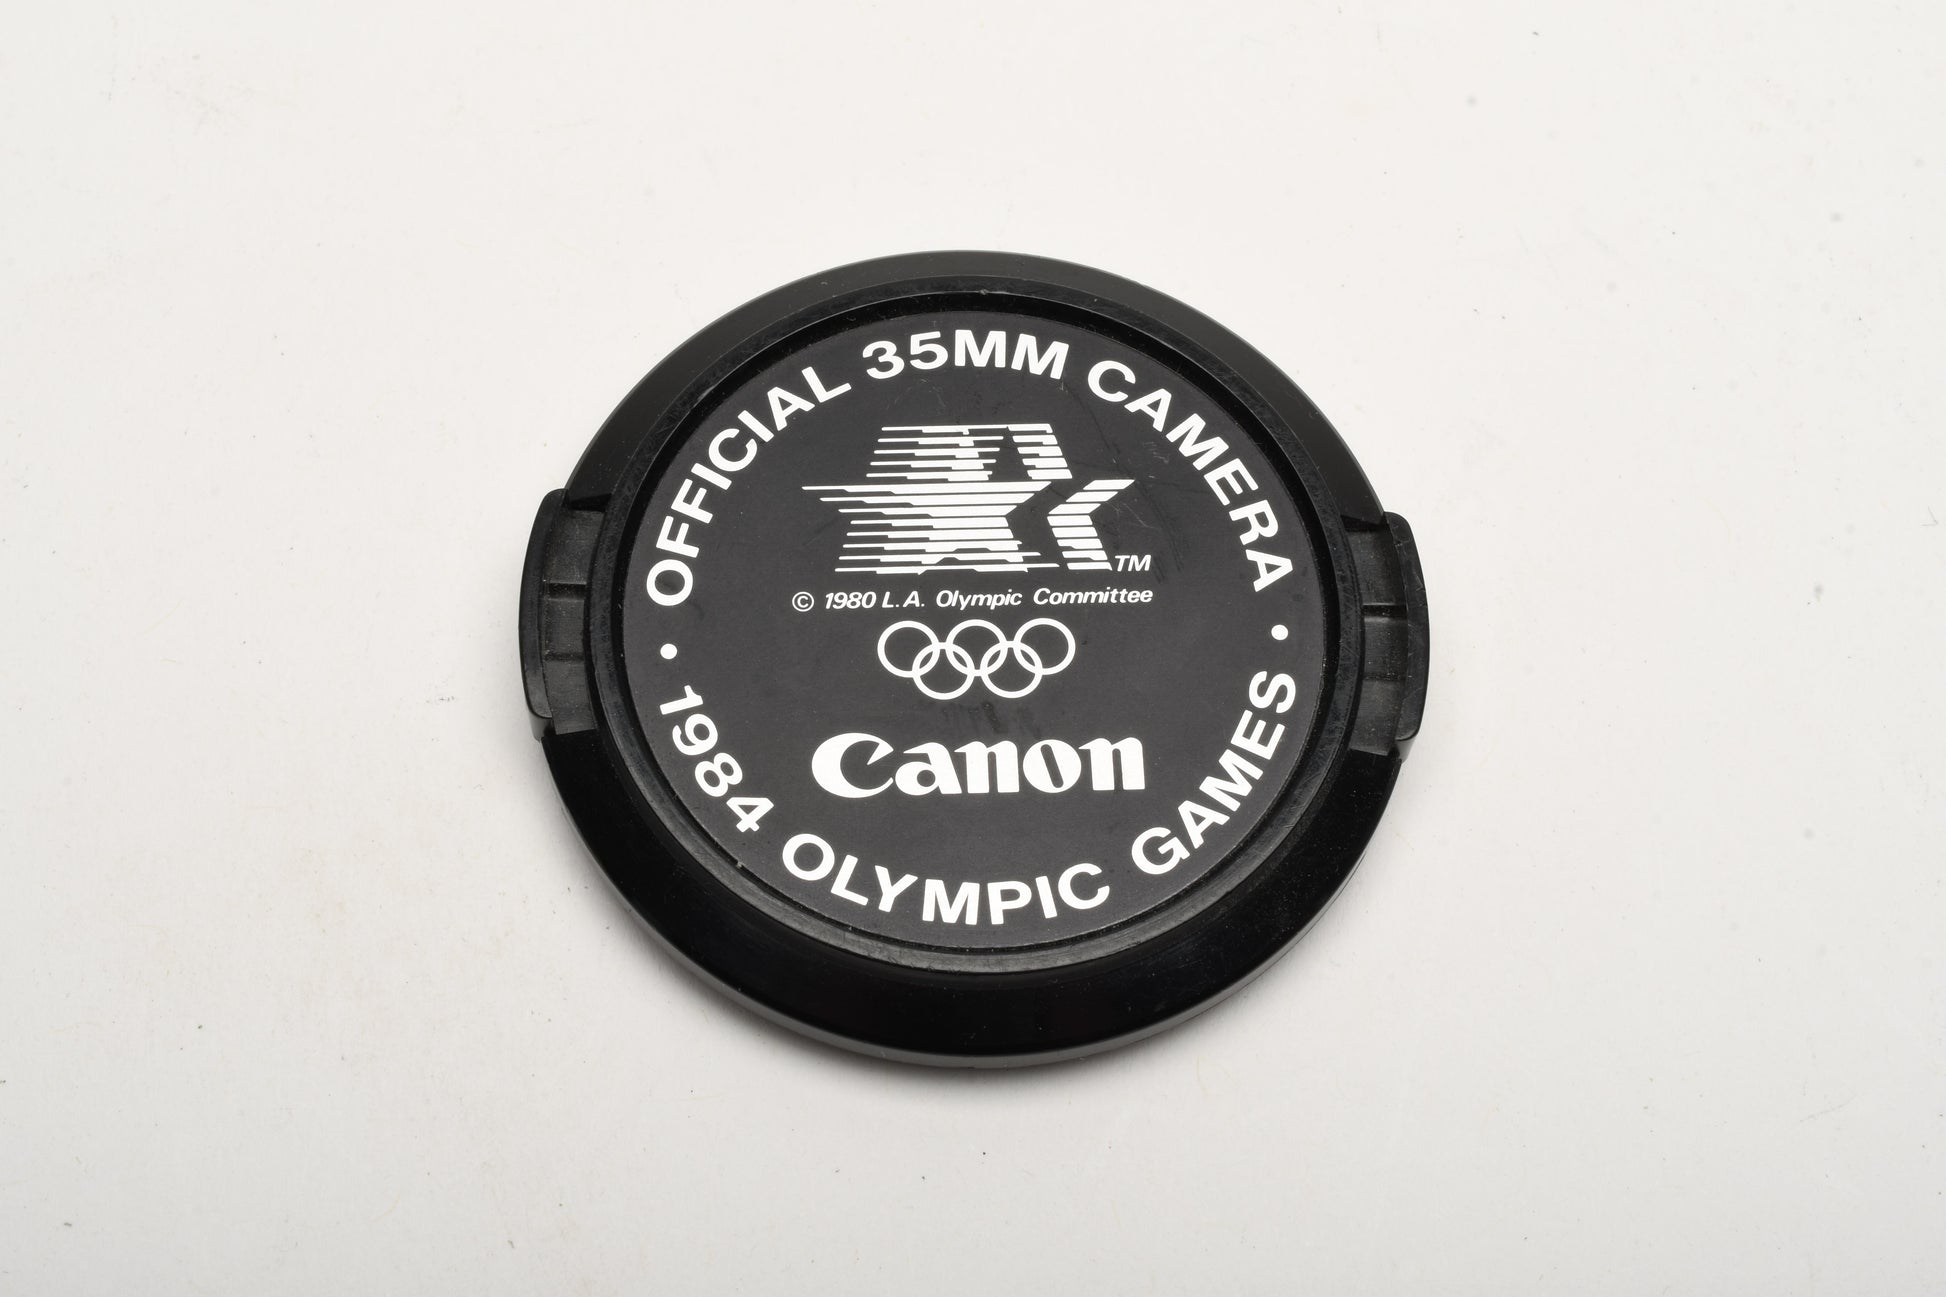 OFFICIAL 35MM CAMERA
TM
© 1980 L.A. Olympic Committee
Canon
• 1984 OLYMPIC GAMES •